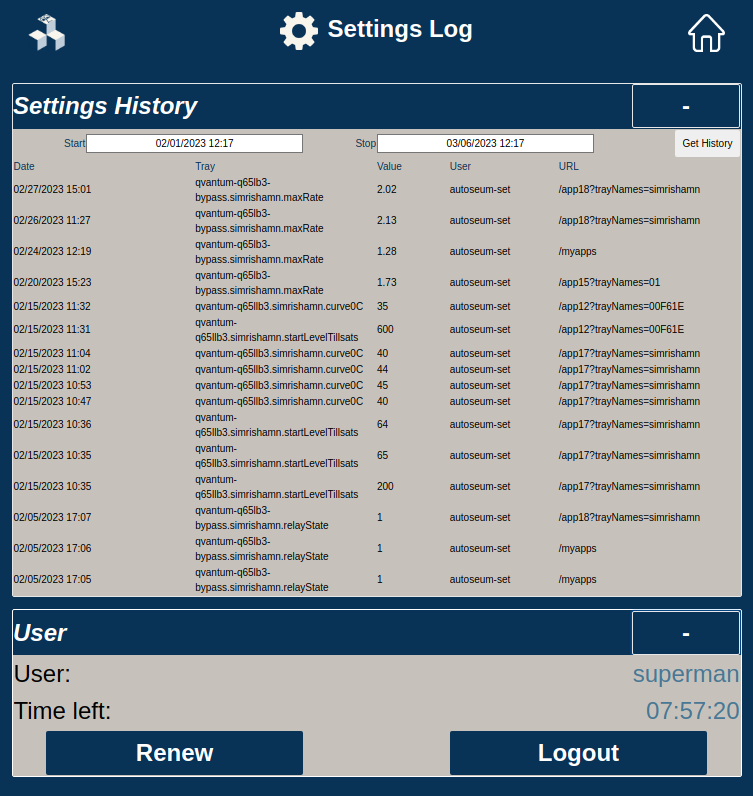 Settings Log
Settings History
-
Start 02/01/2023 12:17 Stop 03/06/2023 12:17 Get History
Date Tray Value User URL
02/27/2023 15:01 qvantum-q65lb3-
bypass.simrishamn.maxRate 2.02 autoseum-set /app18?trayNames=simrishamn
02/26/2023 11:27 qvantum-q65lb3-
bypass.simrishamn.maxRate 2.13 autoseum-set /app18?trayNames=simrishamn
02/24/2023 12:19 qvantum-q65lb3-
bypass.simrishamn.maxRate 1.28 autoseum-set /myapps
02/20/2023 15:23 qvantum-q65lb3-
bypass.simrishamn.maxRate 1.73 autoseum-set /app15?trayNames=01
02/15/2023 11:32 qvantum-q65llb3.simrishamn.curve0C 35 autoseum-set /app12?trayNames=00F61E
02/15/2023 11:31 qvantum-
q65llb3.simrishamn.startLevelTillsats 600 autoseum-set /app12?trayNames=00F61E
02/15/2023 11:04 qvantum-q65llb3.simrishamn.curve0C 40 autoseum-set /app17?trayNames=simrishamn
02/15/2023 11:02 qvantum-q65llb3.simrishamn.curve0C 44 autoseum-set /app17?trayNames=simrishamn
02/15/2023 10:53 qvantum-q65llb3.simrishamn.curve0C 45 autoseum-set /app17?trayNames=simrishamn
02/15/2023 10:47 qvantum-q65llb3.simrishamn.curve0C 40 autoseum-set /app17?trayNames=simrishamn
02/15/2023 10:36 qvantum-
q65llb3.simrishamn.startLevelTillsats 64 autoseum-set /app17?trayNames=simrishamn
02/15/2023 10:35 qvantum-
q65llb3.simrishamn.startLevelTillsats 65 autoseum-set /app17?trayNames=simrishamn
02/15/2023 10:35 qvantum-
q65llb3.simrishamn.startLevelTillsats 200 autoseum-set /app17?trayNames=simrishamn
02/05/2023 17:07 qvantum-q65lb3-
bypass.simrishamn.relayState 1 autoseum-set /app18?trayNames=simrishamn
02/05/2023 17:06 qvantum-q65lb3-
bypass.simrishamn.relayState 1 autoseum-set /myapps
02/05/2023 17:05 qvantum-q65lb3-
bypass.simrishamn.relayState 1 autoseum-set /myapps
User
-
User: superman
Time left: 07:57:20
Renew Logout